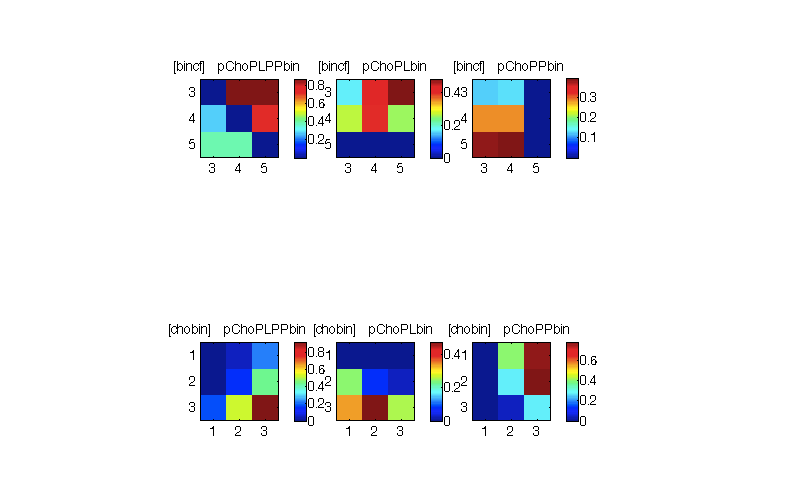 [bincf] pChoPLPPbin [bincf] pChoPLbin [bincf] pChoPPbin
3 0.8 3 0.4 3 0.3
0.6
4 0.4 4 0.2 4 0.2
0.2 0.1
5 5 0 5
3 4 5 3 4 5 3 4 5
[chobin] pChoPLPPbin [chobin] pChoPLbin [chobin] pChoPPbin
1 0.8 1 0.4 1 0.6
0.6
2 0.4 2 0.2 2 0.4
0.2 0.2
3 0 3 0 3 0
1 2 3 1 2 3 1 2 3